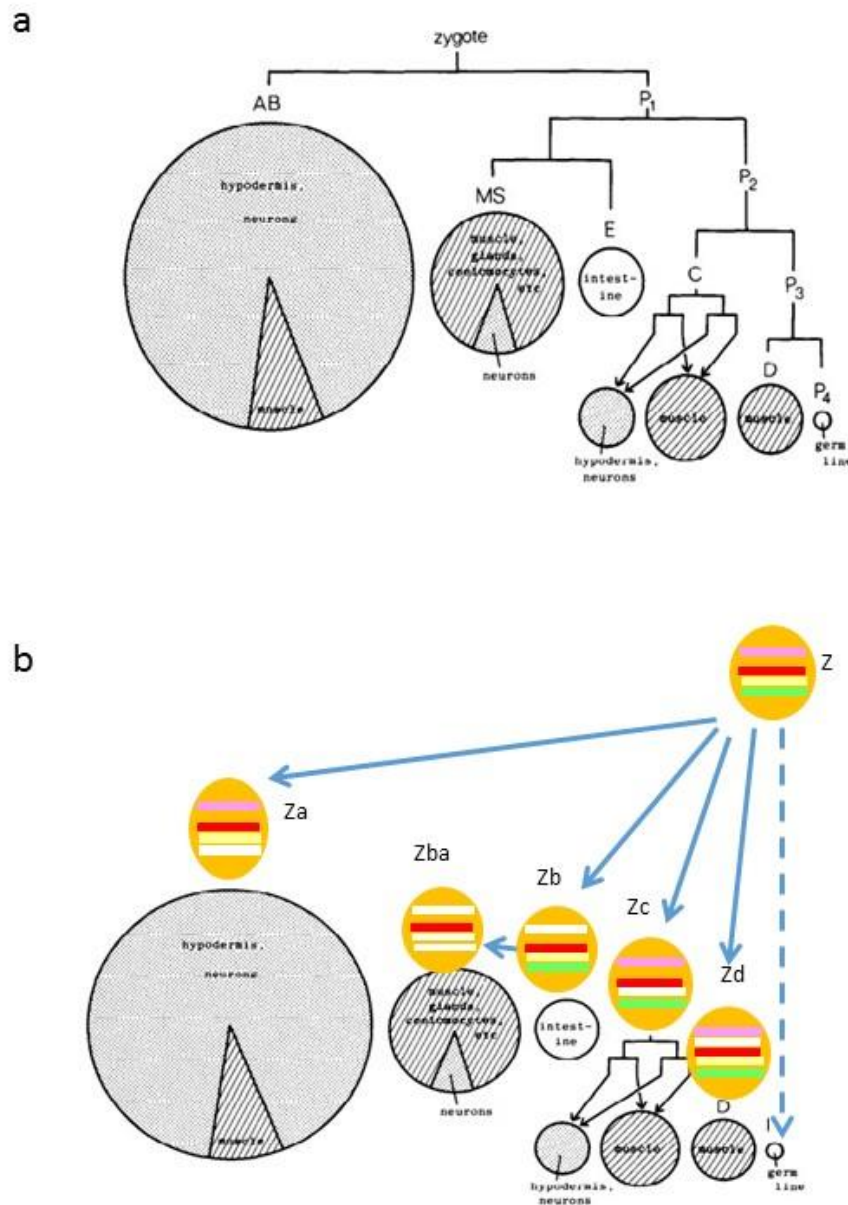 a
zygote
AB
P₁
hypodermis,
neurons
muscle
MS
muscle,
glands,
etc
neurons
E
intest-
ine
P₂
C
P₃
hypodermis,
neurons
muscle
D
muscle
P₄
germ
line
b
Z
Za
Zba
Zb
Zc
Zd
hypodermis,
neurons
muscle
muscle,
glands,
etc
neurons
intest-
ine
hypodermis,
neurons
muscle
D
muscle
germ
line